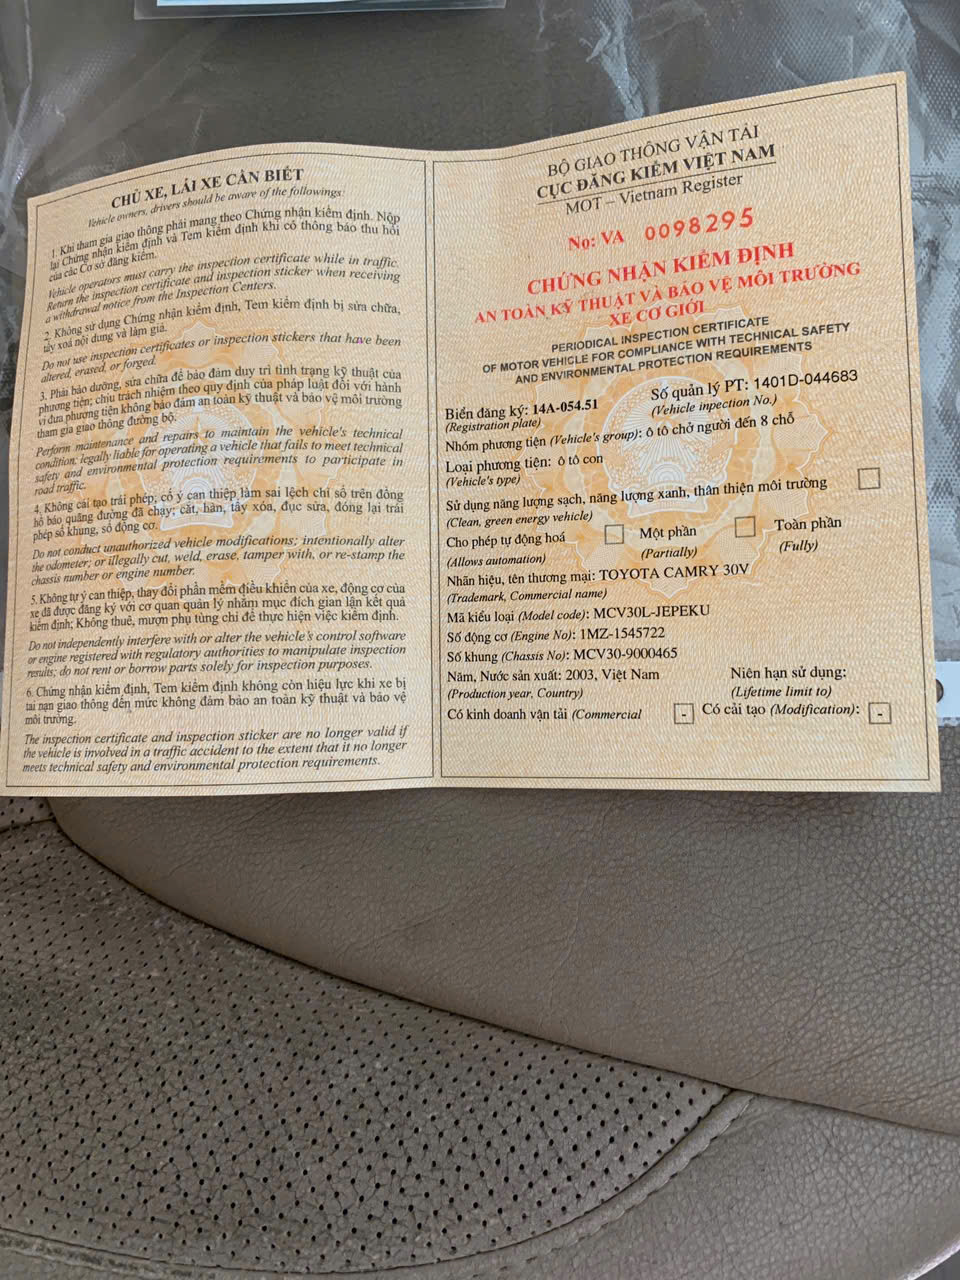 CHỦ XE, LÁI XE CẦN BIẾT
Vehicle owners, drivers should be aware of the followings:
1. Khi tham gia giao thông phải mang theo Chứng nhận kiểm định. Nộp
lại Chứng nhận kiểm định và Tem kiểm định khi có thông báo thu hồi
của các Cơ sở đăng kiểm.
Vehicle operators must carry the inspection certificate while in traffic.
Return the inspection certificate and inspection sticker when receiving
a withdrawal notice from the Inspection Centers.
2. Không sử dụng Chứng nhận kiểm định, Tem kiểm định bị sửa chữa,
tẩy xoá nội dung và làm giả.
Do not use inspection certificates or inspection stickers that have been
altered, erased, or forged.
3. Phải bảo dưỡng, sửa chữa để bảo đảm duy trì tình trạng kỹ thuật của
phương tiện; chịu trách nhiệm theo quy định của pháp luật đối với hành
vi đưa phương tiện không bảo đảm an toàn kỹ thuật và bảo vệ môi trường
tham gia giao thông đường bộ.
Perform maintenance and repairs to maintain the vehicle's technical
condition; legally liable for operating a vehicle that fails to meet technical
safety and environmental protection requirements to participate in
road traffic.
4. Không cải tạo trái phép; cố ý can thiệp làm sai lệch chỉ số trên đồng
hồ báo quãng đường đã chạy; cắt, hàn, tẩy xóa, đục sửa, đóng lại trái
phép số khung, số động cơ.
Do not conduct unauthorized vehicle modifications; intentionally alter
the odometer; or illegally cut, weld, erase, tamper with, or re-stamp the
chassis number or engine number.
5. Không tự ý can thiệp, thay đổi phần mềm điều khiển của xe, động cơ của
xe đã được đăng ký với cơ quan quản lý nhằm mục đích gian lận kết quả
kiểm định; Không thuê, mượn phụ tùng chỉ để thực hiện việc kiểm định.
Do not independently interfere with or alter the vehicle's control software
or engine registered with regulatory authorities to manipulate inspection
results; do not rent or borrow parts solely for inspection purposes.
6. Chứng nhận kiểm định, Tem kiểm định không còn hiệu lực khi xe bị
tai nạn giao thông đến mức không đảm bảo an toàn kỹ thuật và bảo vệ
môi trường.
The inspection certificate and inspection sticker are no longer valid if
the vehicle is involved in a traffic accident to the extent that it no longer
meets technical safety and environmental protection requirements.
BỘ GIAO THÔNG VẬN TẢI
CỤC ĐĂNG KIỂM VIỆT NAM
MOT – Vietnam Register
No: VA 0098295
CHỨNG NHẬN KIỂM ĐỊNH
AN TOÀN KỸ THUẬT VÀ BẢO VỆ MÔI TRƯỜNG
XE CƠ GIỚI
PERIODICAL INSPECTION CERTIFICATE
OF MOTOR VEHICLE FOR COMPLIANCE WITH TECHNICAL SAFETY
AND ENVIRONMENTAL PROTECTION REQUIREMENTS
Biển đăng ký: 14A-054.51 Số quản lý PT: 1401D-044683
(Registration plate) (Vehicle inpection No.)
Nhóm phương tiện (Vehicle's group): ô tô chở người đến 8 chỗ
Loại phương tiện: ô tô con
(Vehicle's type)
Sử dụng năng lượng sạch, năng lượng xanh, thân thiện môi trường
(Clean, green energy vehicle)
Cho phép tự động hoá Một phần Toàn phần
(Allows automation) (Partially) (Fully)
Nhãn hiệu, tên thương mại: TOYOTA CAMRY 30V
(Trademark, Commercial name)
Mã kiểu loại (Model code): MCV30L-JEPEKU
Số động cơ (Engine No): 1MZ-1545722
Số khung (Chassis No): MCV30-9000465
Năm, Nước sản xuất: 2003, Việt Nam Niên hạn sử dụng:
(Production year, Country) (Lifetime limit to)
Có kinh doanh vận tải (Commercial - Có cải tạo (Modification): -